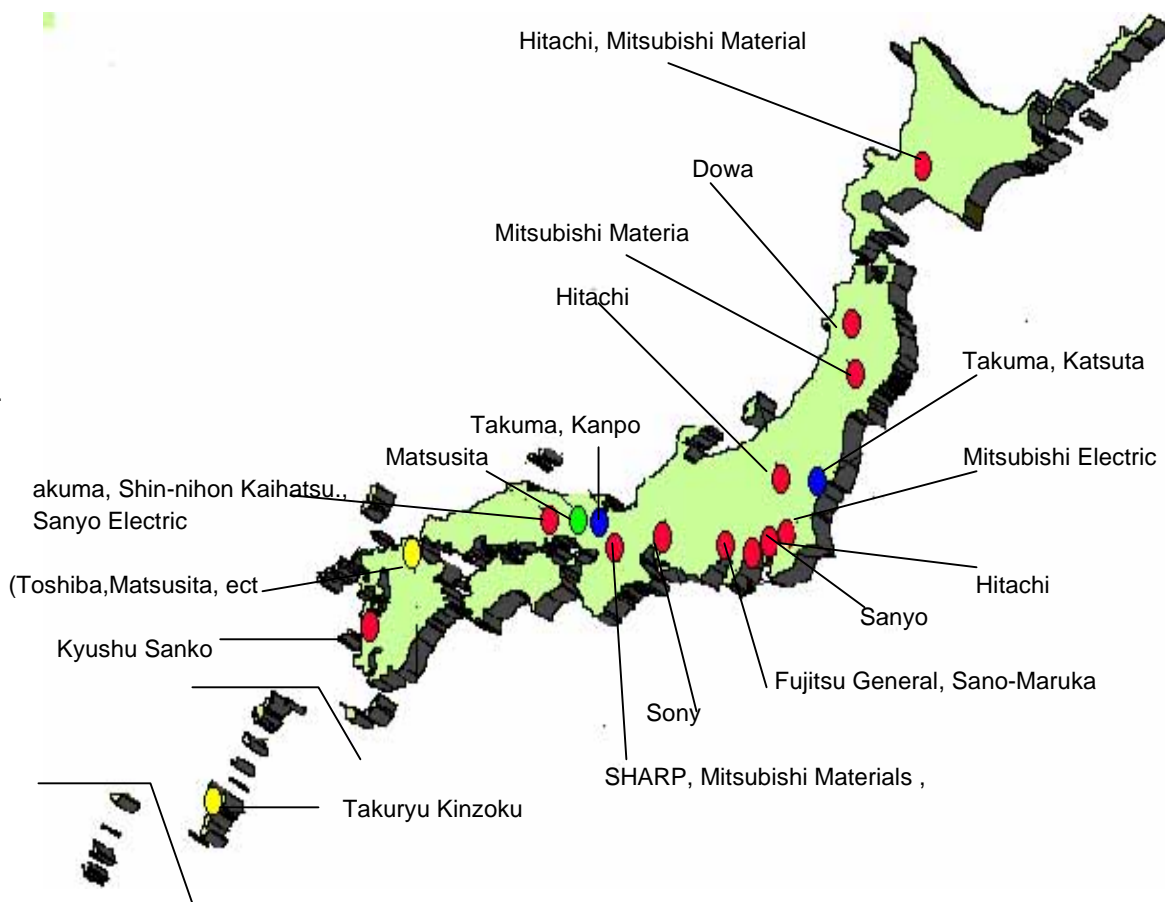 Hitachi, Mitsubishi Material
Dowa
Mitsubishi Materia
Hitachi
Takuma, Katsuta
Takuma, Kanpo
Matsusita
Mitsubishi Electric
akuma, Shin-nihon Kaihatsu.,
Sanyo Electric
(Toshiba,Matsusita, ect
Hitachi
Sanyo
Kyushu Sanko
Fujitsu General, Sano-Maruka
Sony
SHARP, Mitsubishi Materials ,
Takuryu Kinzoku